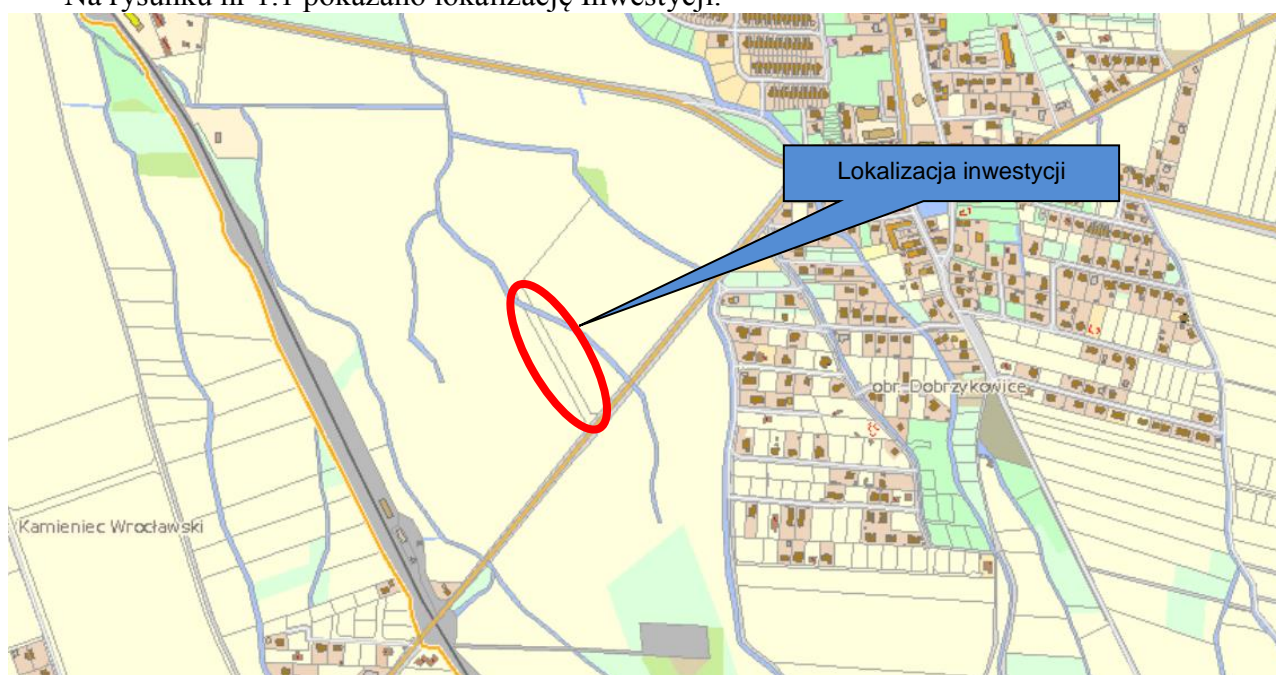 Na rysunku nr 1.1 pokazano lokalizację Inwestycji.
Lokalizacja inwestycji
obr. Dobrzykowice
Kamieniec Wrocławski